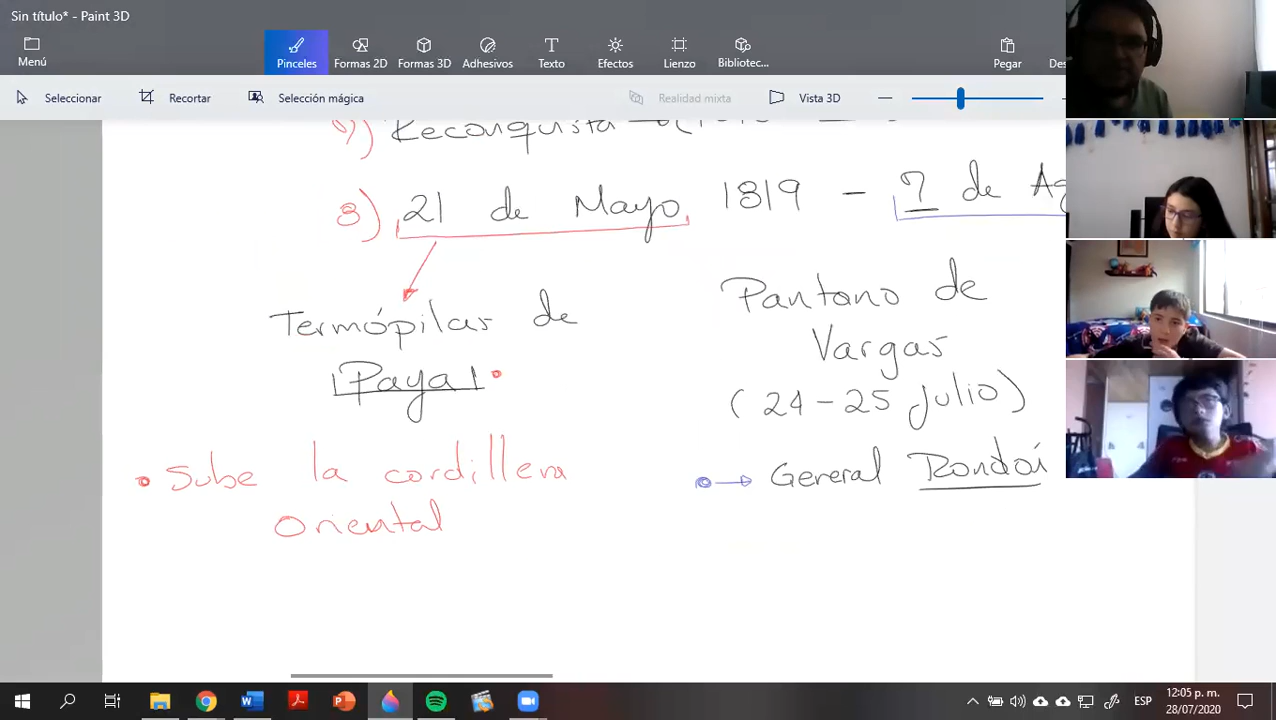 Sin título* - Paint 3D
Menú
Pinceles
Formas 2D
Formas 3D
Adhesivos
Texto
Efectos
Lienzo
Bibliotec...
Pegar
Seleccionar
Recortar
Selección mágica
Realidad mixta
Vista 3D
Reconquista
8) 21 de Mayo 1819 - 7 de Ag
Termópilas de
Paya
Pantano de
Vargas
(24-25 julio)
• Sube la cordillera
Oriental
General Rondón
ESP
12:05 p. m.
28/07/2020